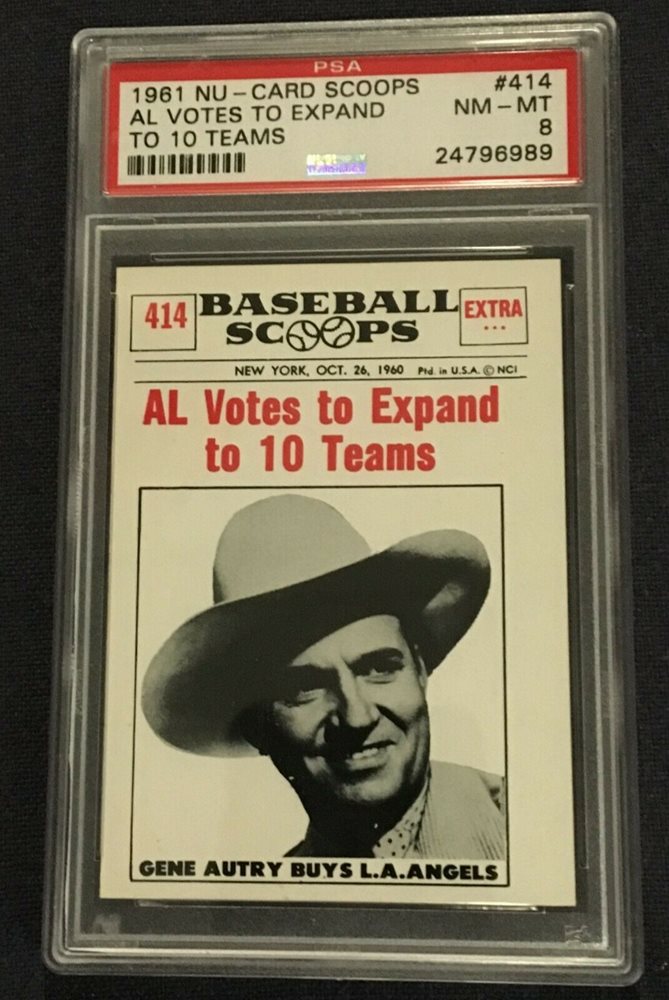 PSA
1961 NU-CARD SCOOPS #414
AL VOTES TO EXPAND NM-MT
TO 10 TEAMS 8
24796989
414 BASEBALL SCOOPS EXTRA
NEW YORK, OCT. 26, 1960 Ptd. in U.S.A. © NCI
AL Votes to Expand
to 10 Teams
GENE AUTRY BUYS L.A.ANGELS